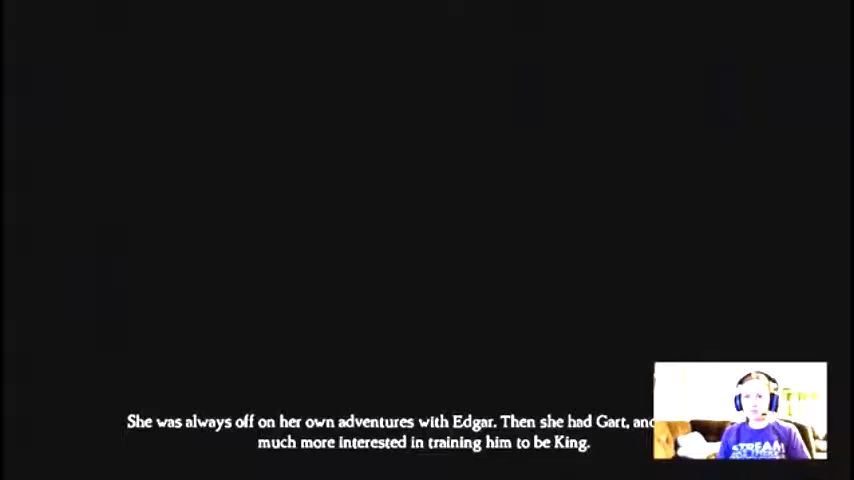 She was always off on her own adventures with Edgar. Then she had Gart, and
much more interested in training him to be King.
STREAM